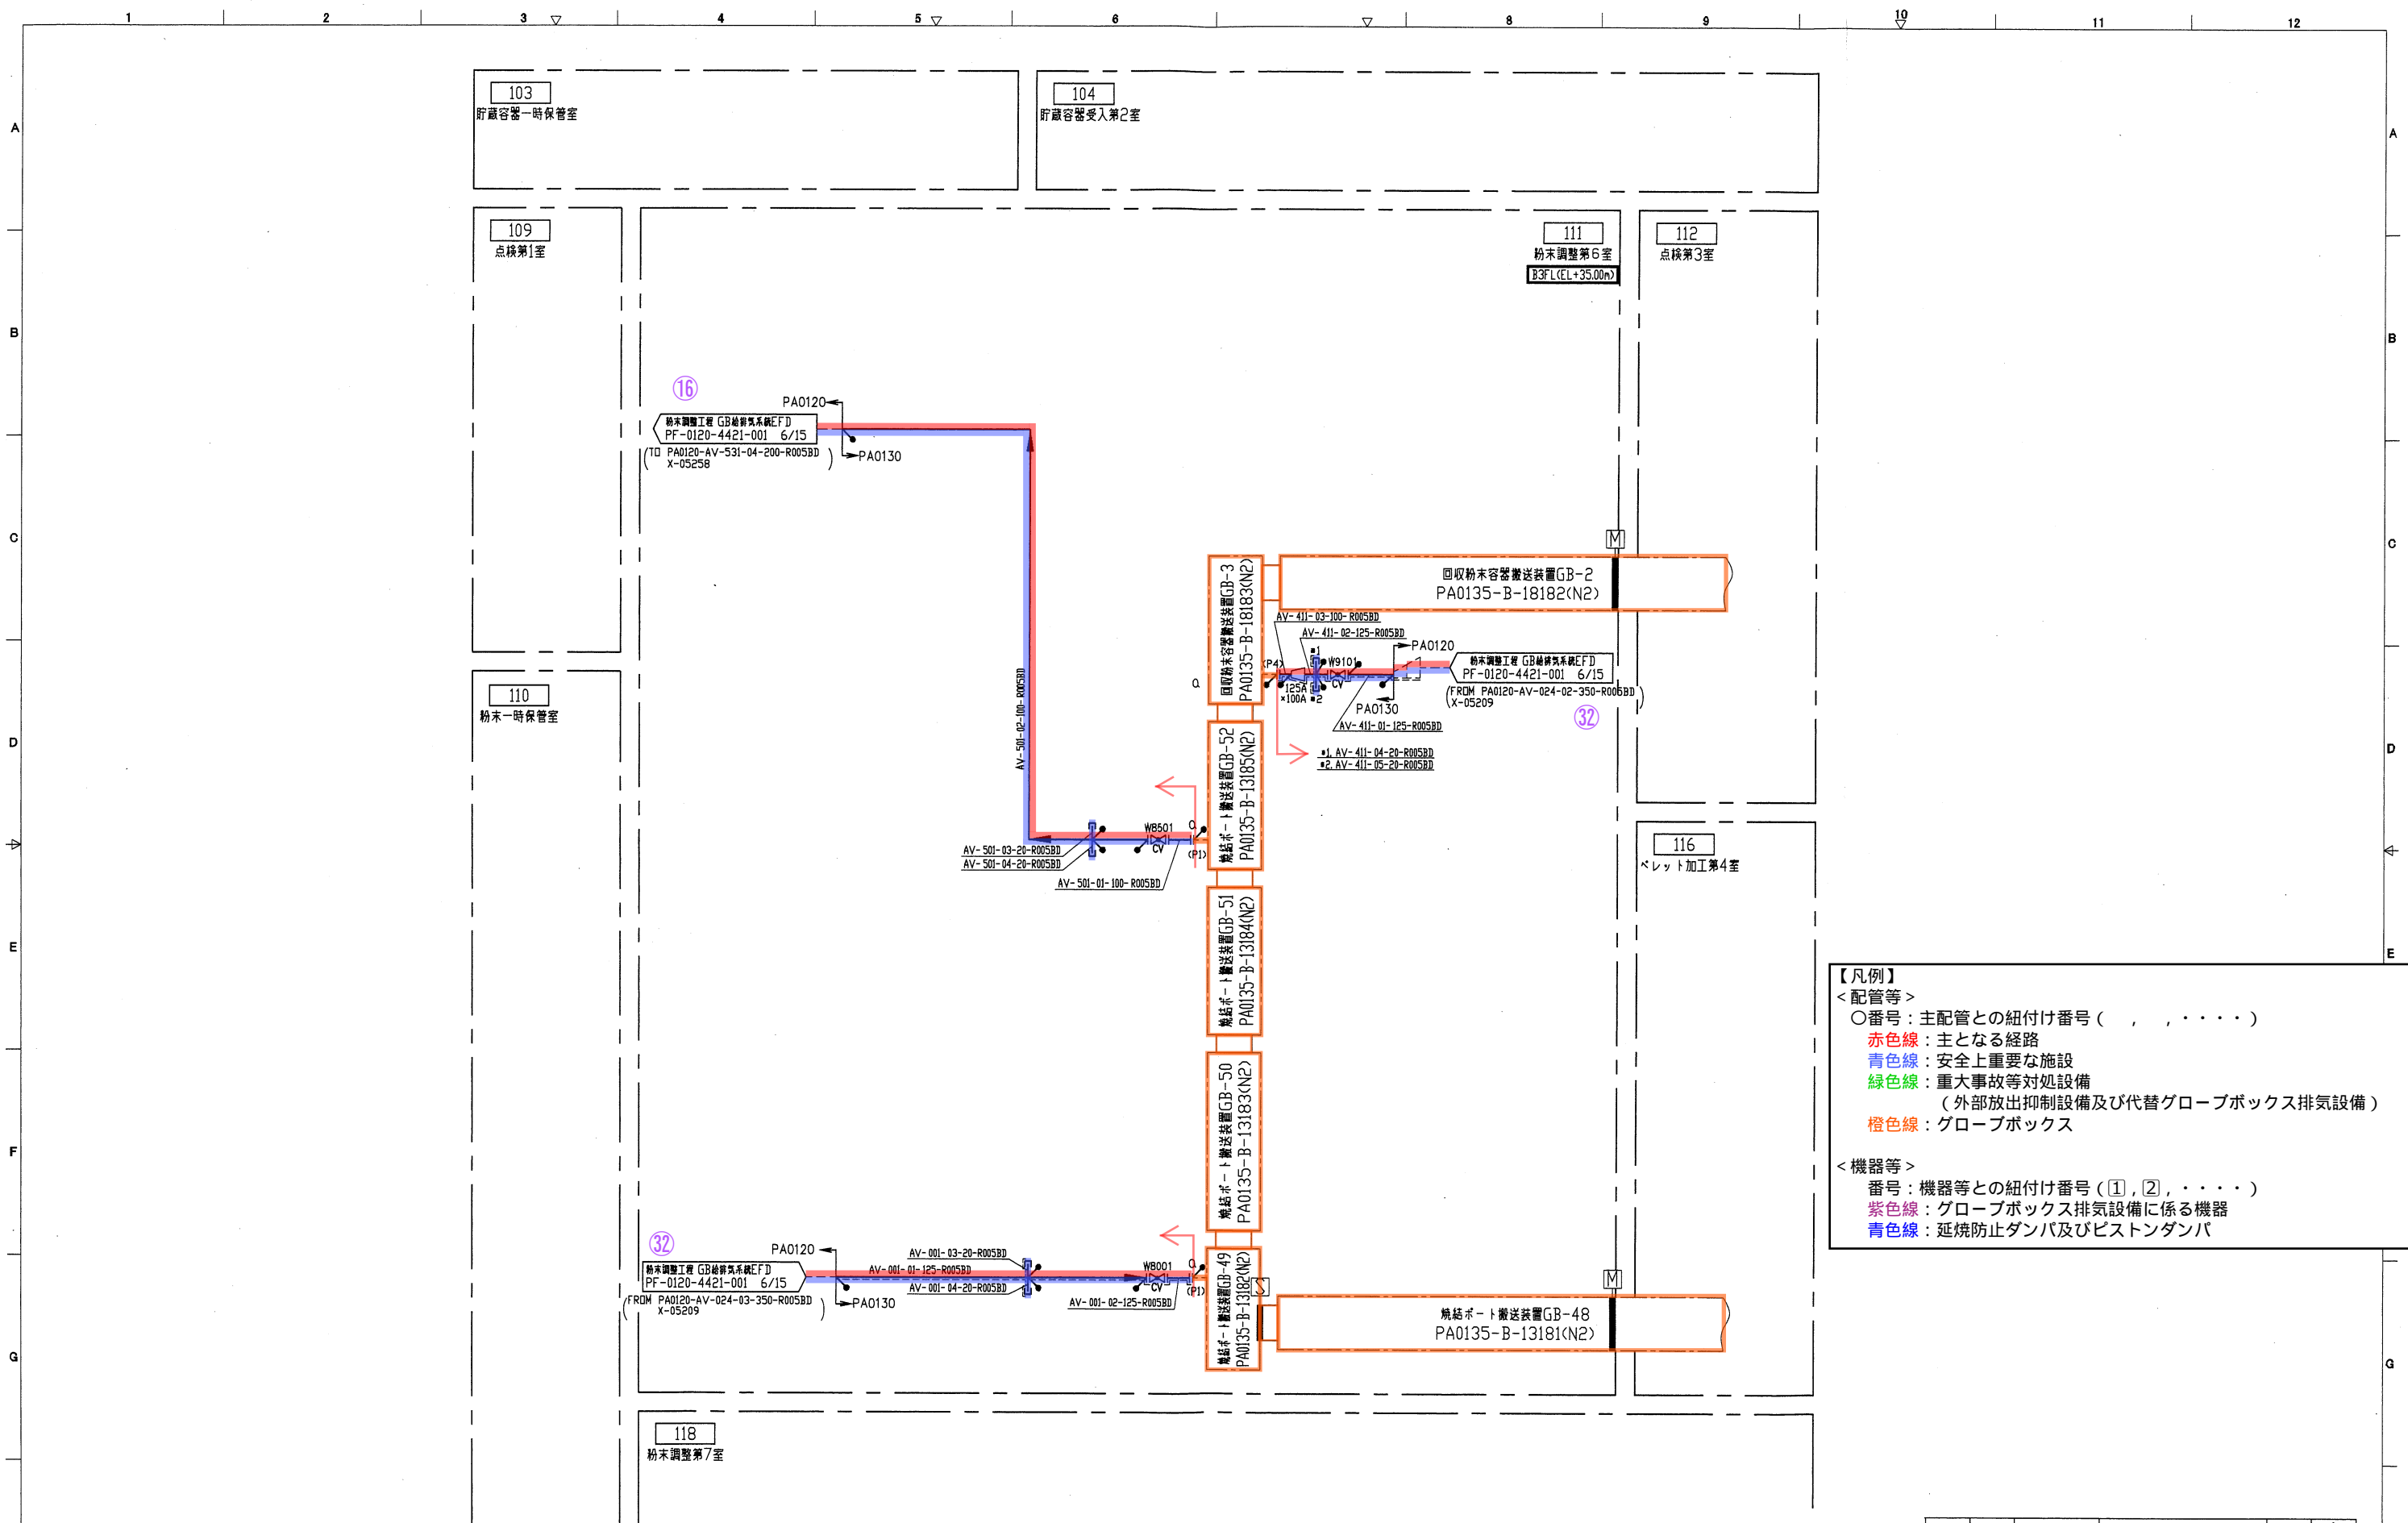 1 2 3 4 5 6 8 9 10 11 12
A
B
C
D
E
F
G
A
B
C
D
E
G
103
貯蔵容器一時保管室
104
貯蔵容器受入第2室
109
点検第1室
111
粉末調整第6室
B3FL(EL+35.00m)
112
点検第3室
⑯
PA0120
粉末調整工程 GB給排気系統EFD
PF-0120-4421-001 6/15
(TO PA0120-AV-531-04-200-R005BD
X-05258)
PA0130
M
回収粉末容器搬送装置GB-2
PA0135-B-18182(N2)
回収粉末容器搬送装置GB-3
PA0135-B-18183(N2)
AV-411-03-100-R005BD
AV-411-02-125-R005BD
PA0120
*1
(P4)
W9101
CV
125A
×100A
*2
Q
粉末調整工程 GB給排気系統EFD
PF-0120-4421-001 6/15
(FROM PA0120-AV-024-02-350-R005BD
X-05209)
PA0130
㉜
AV-411-01-125-R005BD
*1. AV-411-04-20-R005BD
*2. AV-411-05-20-R005BD
110
粉末一時保管室
AV-501-02-100-R005BD
焼結ボート搬送装置GB-52
PA0135-B-13185(N2)
W8501
CV
Q
(P1)
AV-501-03-20-R005BD
AV-501-04-20-R005BD
AV-501-01-100-R005BD
116
ペレット加工第4室
焼結ボート搬送装置GB-51
PA0135-B-13184(N2)
焼結ボート搬送装置GB-50
PA0135-B-13183(N2)
【凡例】
<配管等>
〇番号:主配管との紐付け番号( , ,・・・・)
赤色線:主となる経路
青色線:安全上重要な施設
緑色線:重大事故等対処設備
(外部放出抑制設備及び代替グローブボックス排気設備)
橙色線:グローブボックス
<機器等>
番号:機器等との紐付け番号(1,2,・・・・)
紫色線:グローブボックス排気設備に係る機器
青色線:延焼防止ダンパ及びピストンダンパ
㉜
PA0120
粉末調整工程 GB給排気系統EFD
PF-0120-4421-001 6/15
(FROM PA0120-AV-024-03-350-R005BD
X-05209)
PA0130
AV-001-03-20-R005BD
AV-001-01-125-R005BD
AV-001-04-20-R005BD
W8001
CV
Q
(P1)
AV-001-02-125-R005BD
焼結ボート搬送装置GB-49
PA0135-B-13182(N2)
S
M
焼結ボート搬送装置GB-48
PA0135-B-13181(N2)
118
粉末調整第7室